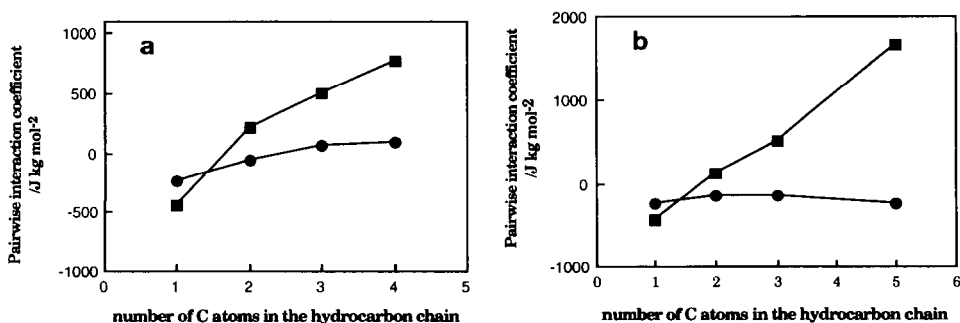 a
1000
500
0
-500
-1000
0
1
2
3
4
5
Pairwise interaction coefficient
/J kg mol-2
number of C atoms in the hydrocarbon chain
b
2000
1000
0
-1000
0
1
2
3
4
5
6
Pairwise interaction coefficient
/J kg mol-2
number of C atoms in the hydrocarbon chain